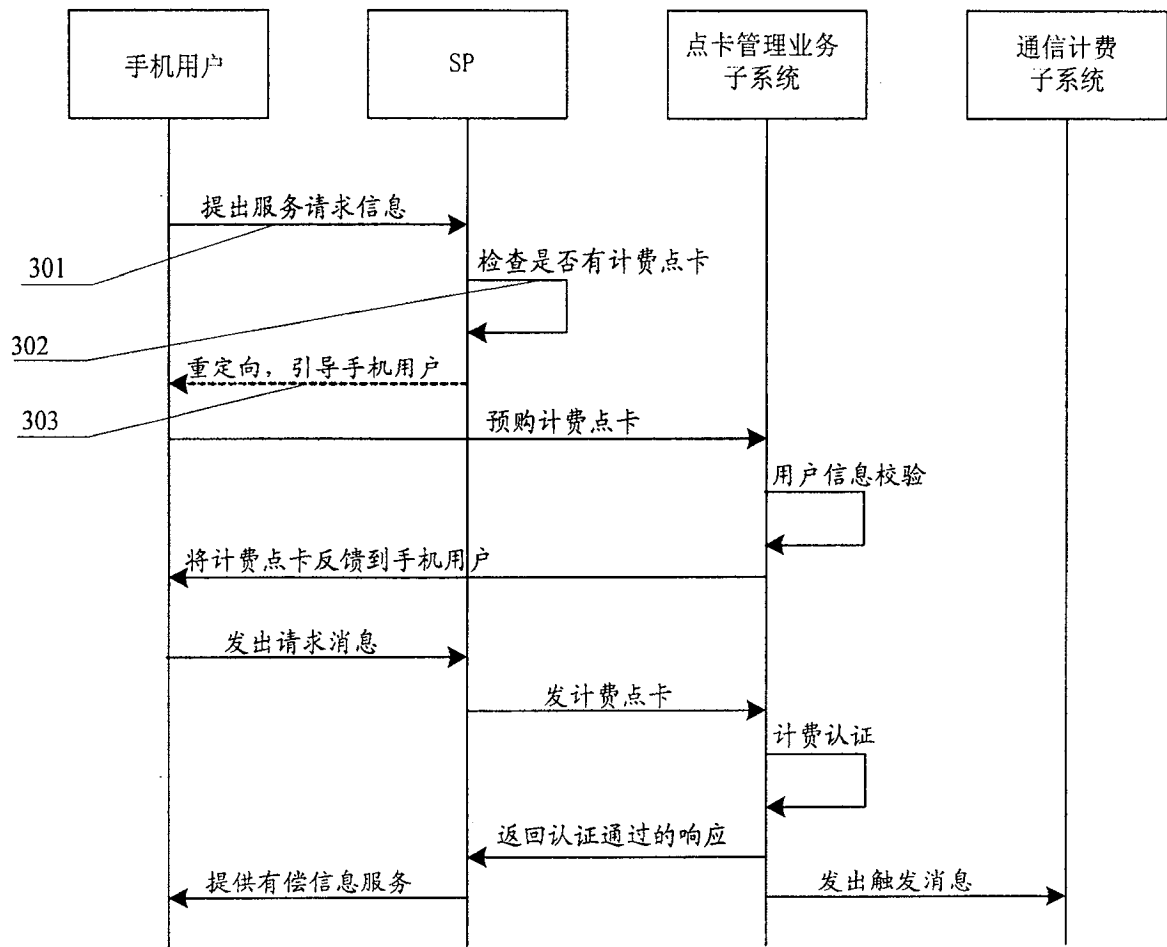 手机用户
SP
点卡管理业务
子系统
通信计费
子系统
提出服务请求信息
301
检查是否有计费点卡
302
重定向，引导手机用户
303
预购计费点卡
用户信息校验
将计费点卡反馈到手机用户
发出请求消息
发计费点卡
计费认证
返回认证通过的响应
提供有偿信息服务
发出触发消息